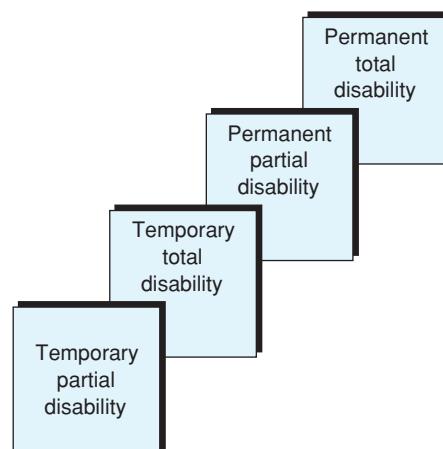 Permanent
total
disability
Permanent
partial
disability
Temporary
total
disability
Temporary
partial
disability